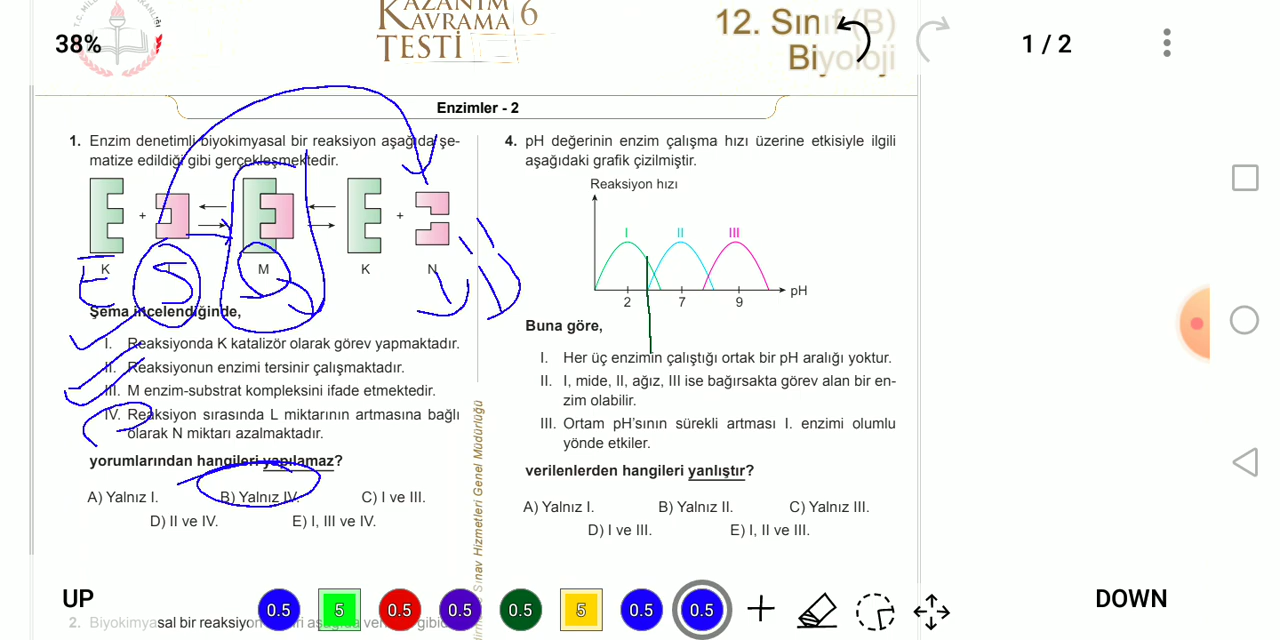 38%
KAZANIM
KAVRAMA 6
TESTİ
12. Sınıf (B)
Biyoloji
1 / 2
Enzimler - 2
1. Enzim denetimli biyokimyasal bir reaksiyon aşağıda şe-
matize edildiği gibi gerçekleşmektedir.
+
+
K
M
K
N
E
S
Şema incelendiğinde,
I. Reaksiyonda K katalizör olarak görev yapmaktadır.
II. Reaksiyonun enzimi tersinir çalışmaktadır.
III. M enzim-substrat kompleksini ifade etmektedir.
IV. Reaksiyon sırasında L miktarının artmasına bağlı
olarak N miktarı azalmaktadır.
yorumlarından hangileri yapılamaz?
A) Yalnız I.
B) Yalnız IV.
C) I ve III.
D) II ve IV.
E) I, III ve IV.
Sınav Hizmetleri Genel Müdürlüğü
4. pH değerinin enzim çalışma hızı üzerine etkisiyle ilgili
aşağıdaki grafik çizilmiştir.
Reaksiyon hızı
I
II
III
2
7
9
pH
Buna göre,
I. Her üç enzimin çalıştığı ortak bir pH aralığı yoktur.
II. I, mide, II, ağız, III ise bağırsakta görev alan bir en-
zim olabilir.
III. Ortam pH'sının sürekli artması I. enzimi olumlu
yönde etkiler.
verilenlerden hangileri yanlıştır?
A) Yalnız I.
B) Yalnız II.
C) Yalnız III.
D) I ve III.
E) I, II ve III.
UP
0.5
5
0.5
0.5
0.5
5
0.5
0.5
DOWN
2. Biyokimyasal bir reaksiyon